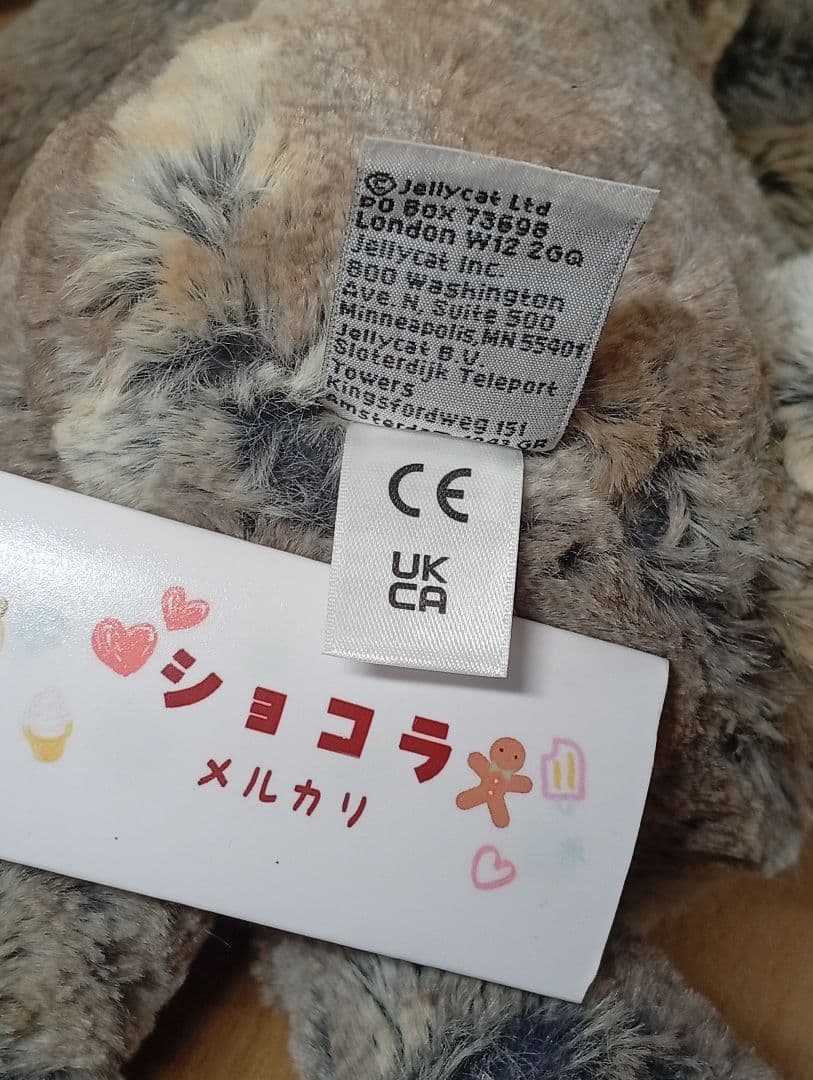 © Jellycat Ltd
PO Box 73698
London W12 2GQ
Jellycat Inc.
800 Washington
Ave. N. Suite 500
Minneapolis, MN 55401
Jellycat B.V.
Sloterdijk Teleport
Towers
Kingsfordweg 151
CE
UK
CA
ショコラ
メルカリ